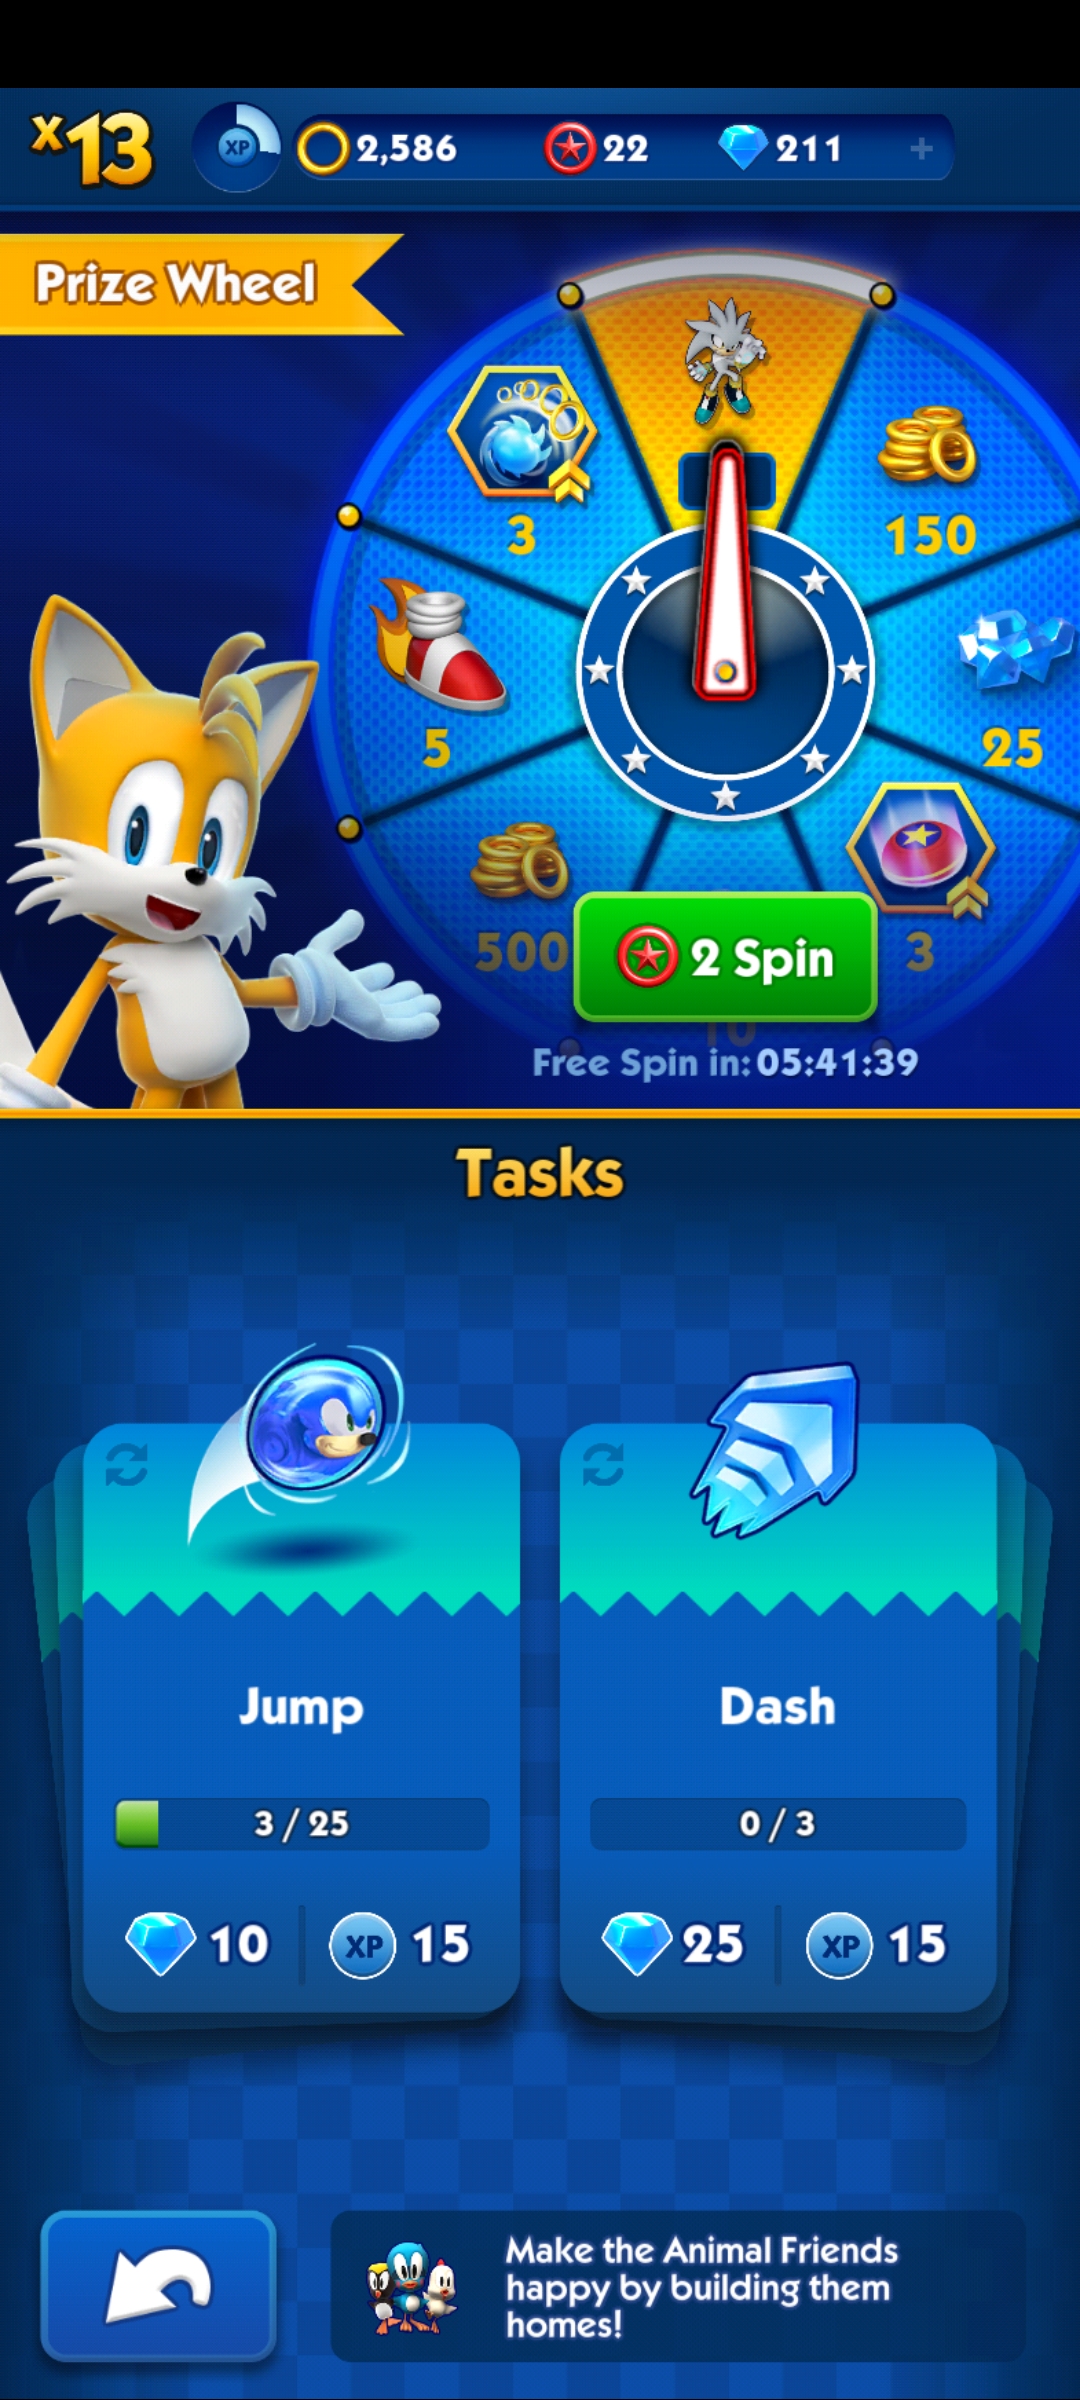 x13
XP
2,586
22
211
+
Prize Wheel
3
150
5
25
500
3
2 Spin
10
Free Spin in: 05:41:39
Tasks
Jump
Dash
3 / 25
0 / 3
10
XP
15
25
XP
15
Make the Animal Friends
happy by building them
homes!